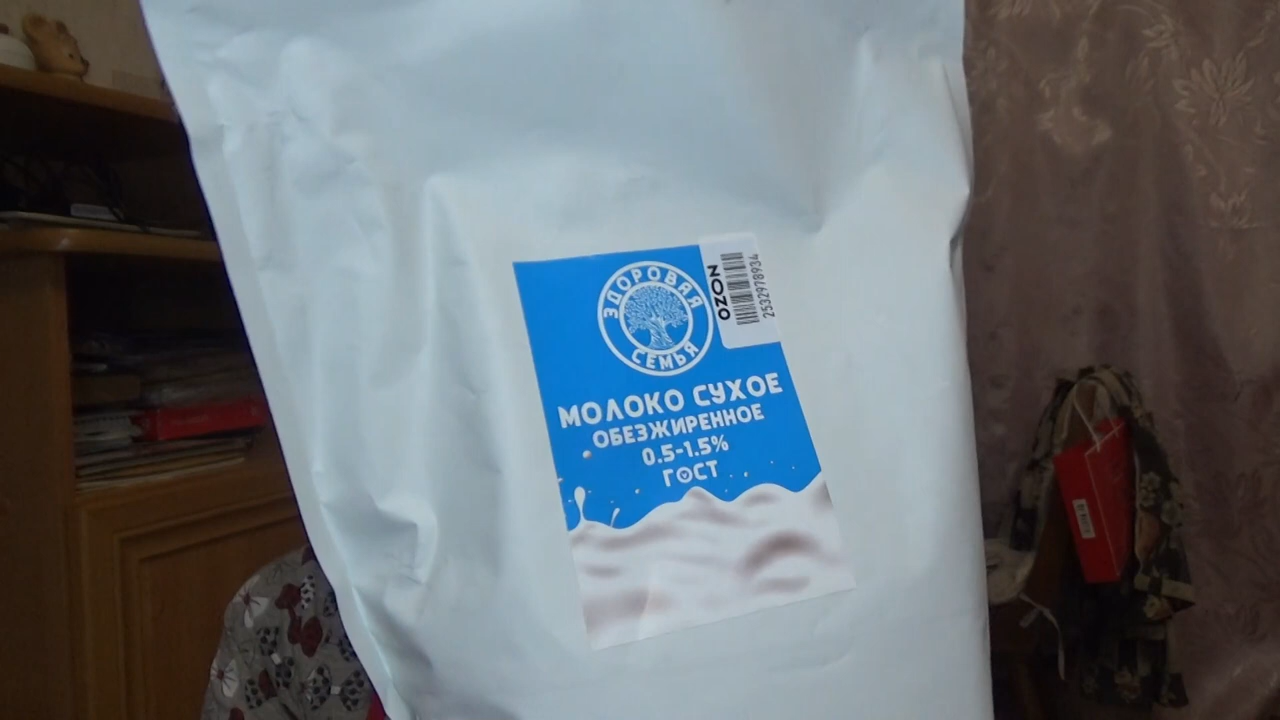 ЗДОРОВАЯ
СЕМЬЯ
OZON
2532978934
МОЛОКО СУХОЕ
ОБЕЗЖИРЕННОЕ
0.5-1.5%
ГОСТ